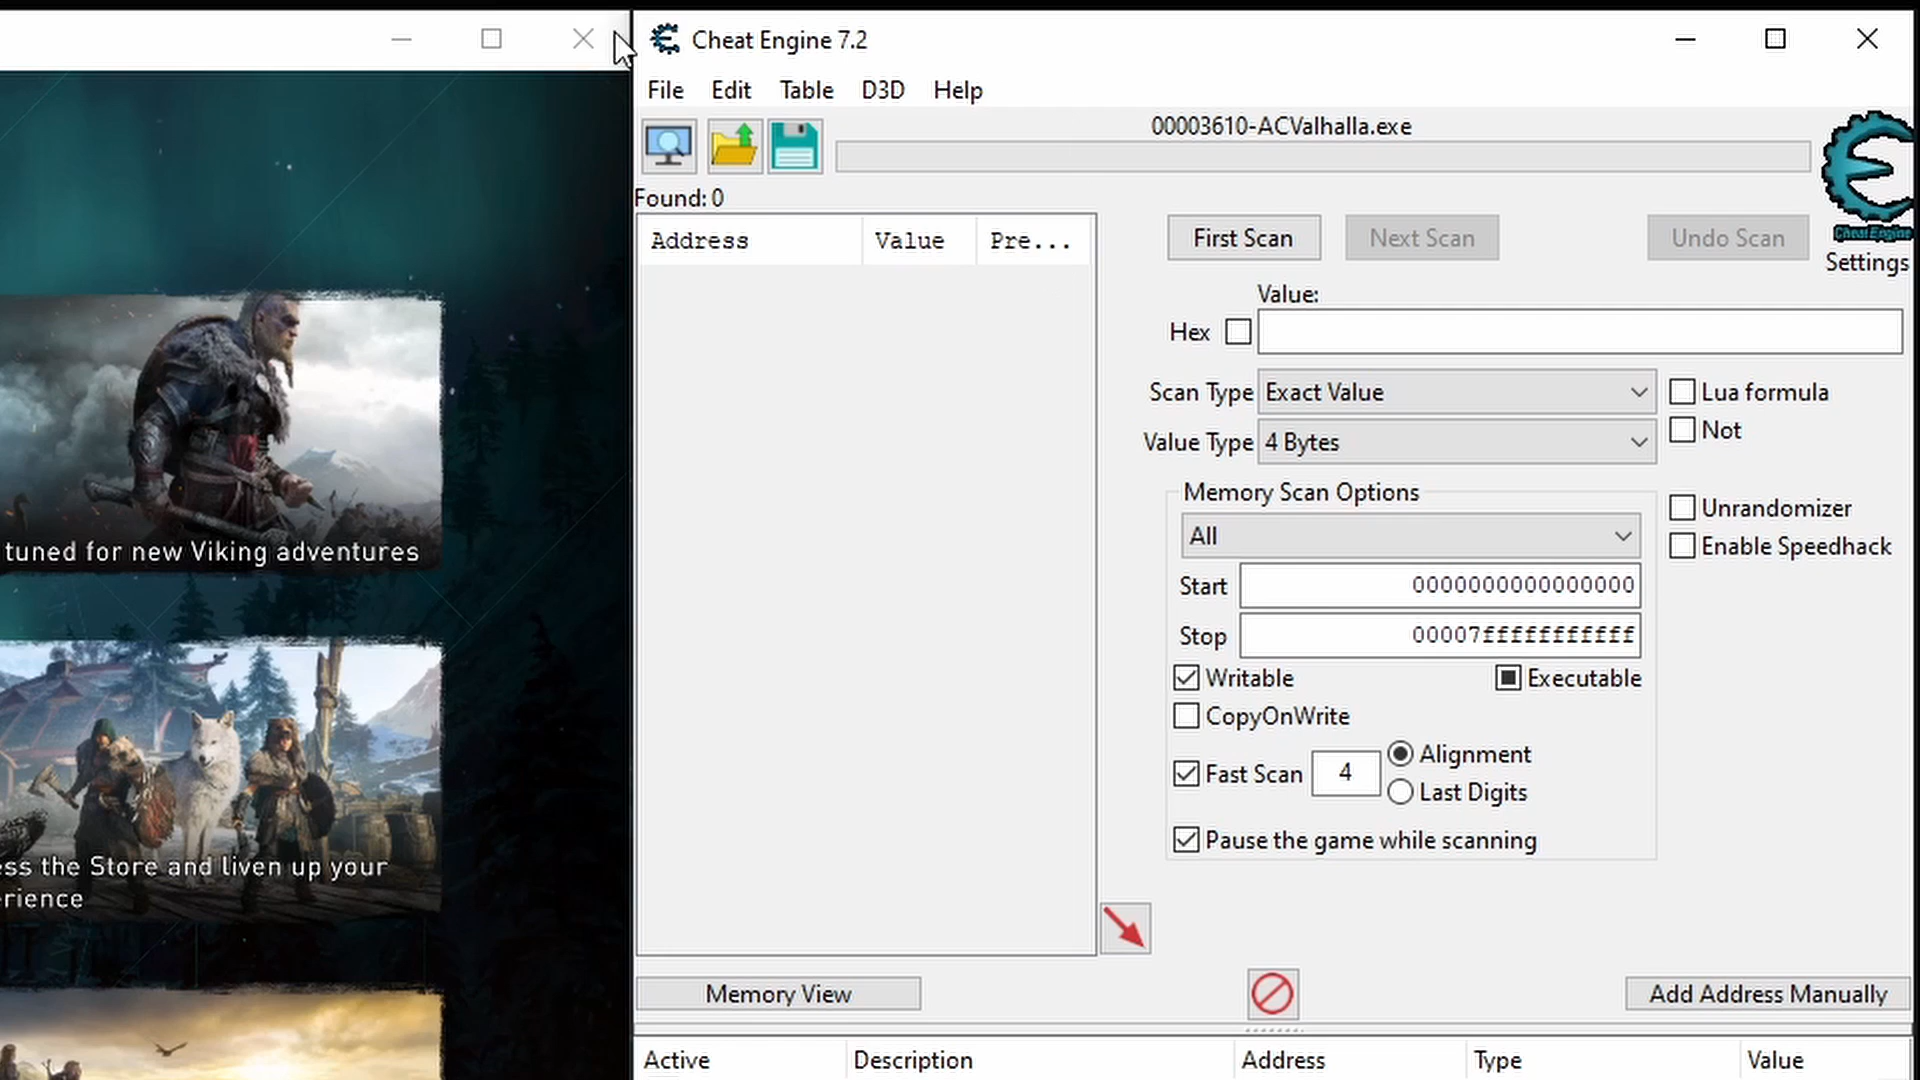 Cheat Engine 7.2
File Edit Table D3D Help
00003610-ACValhalla.exe
Found: 0
Cheat Engine
Settings
Address Value Pre...
First Scan Next Scan Undo Scan
Value:
Hex
Scan Type Exact Value Lua formula
Value Type 4 Bytes Not
Memory Scan Options
All
Unrandomizer
Enable Speedhack
Start 0000000000000000
Stop 00007fffffffffff
Writable Executable
CopyOnWrite
Fast Scan 4 Alignment
Last Digits
Pause the game while scanning
Memory View Add Address Manually
Active Description Address Type Value
tuned for new Viking adventures
ess the Store and liven up your
rience